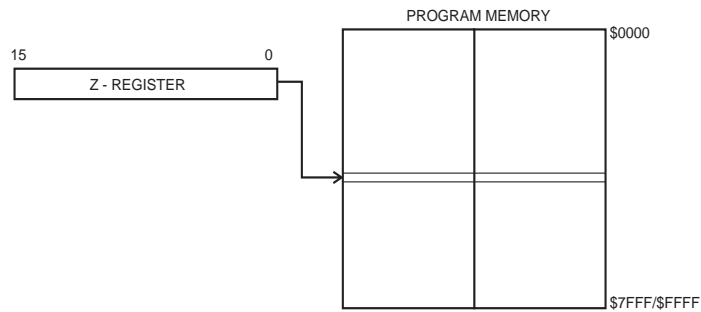 PROGRAM MEMORY
$0000
15 0
Z - REGISTER
$7FFF/$FFFF